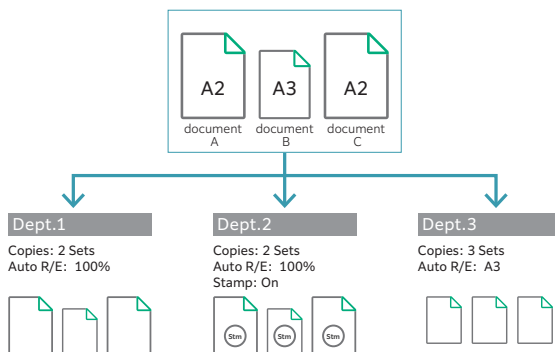 A2
A3
A2
document
A
document
B
document
C
Dept.1
Copies: 2 Sets
Auto R/E: 100%
Dept.2
Copies: 2 Sets
Auto R/E: 100%
Stamp: On
Dept.3
Copies: 3 Sets
Auto R/E: A3
Stm
Stm
Stm